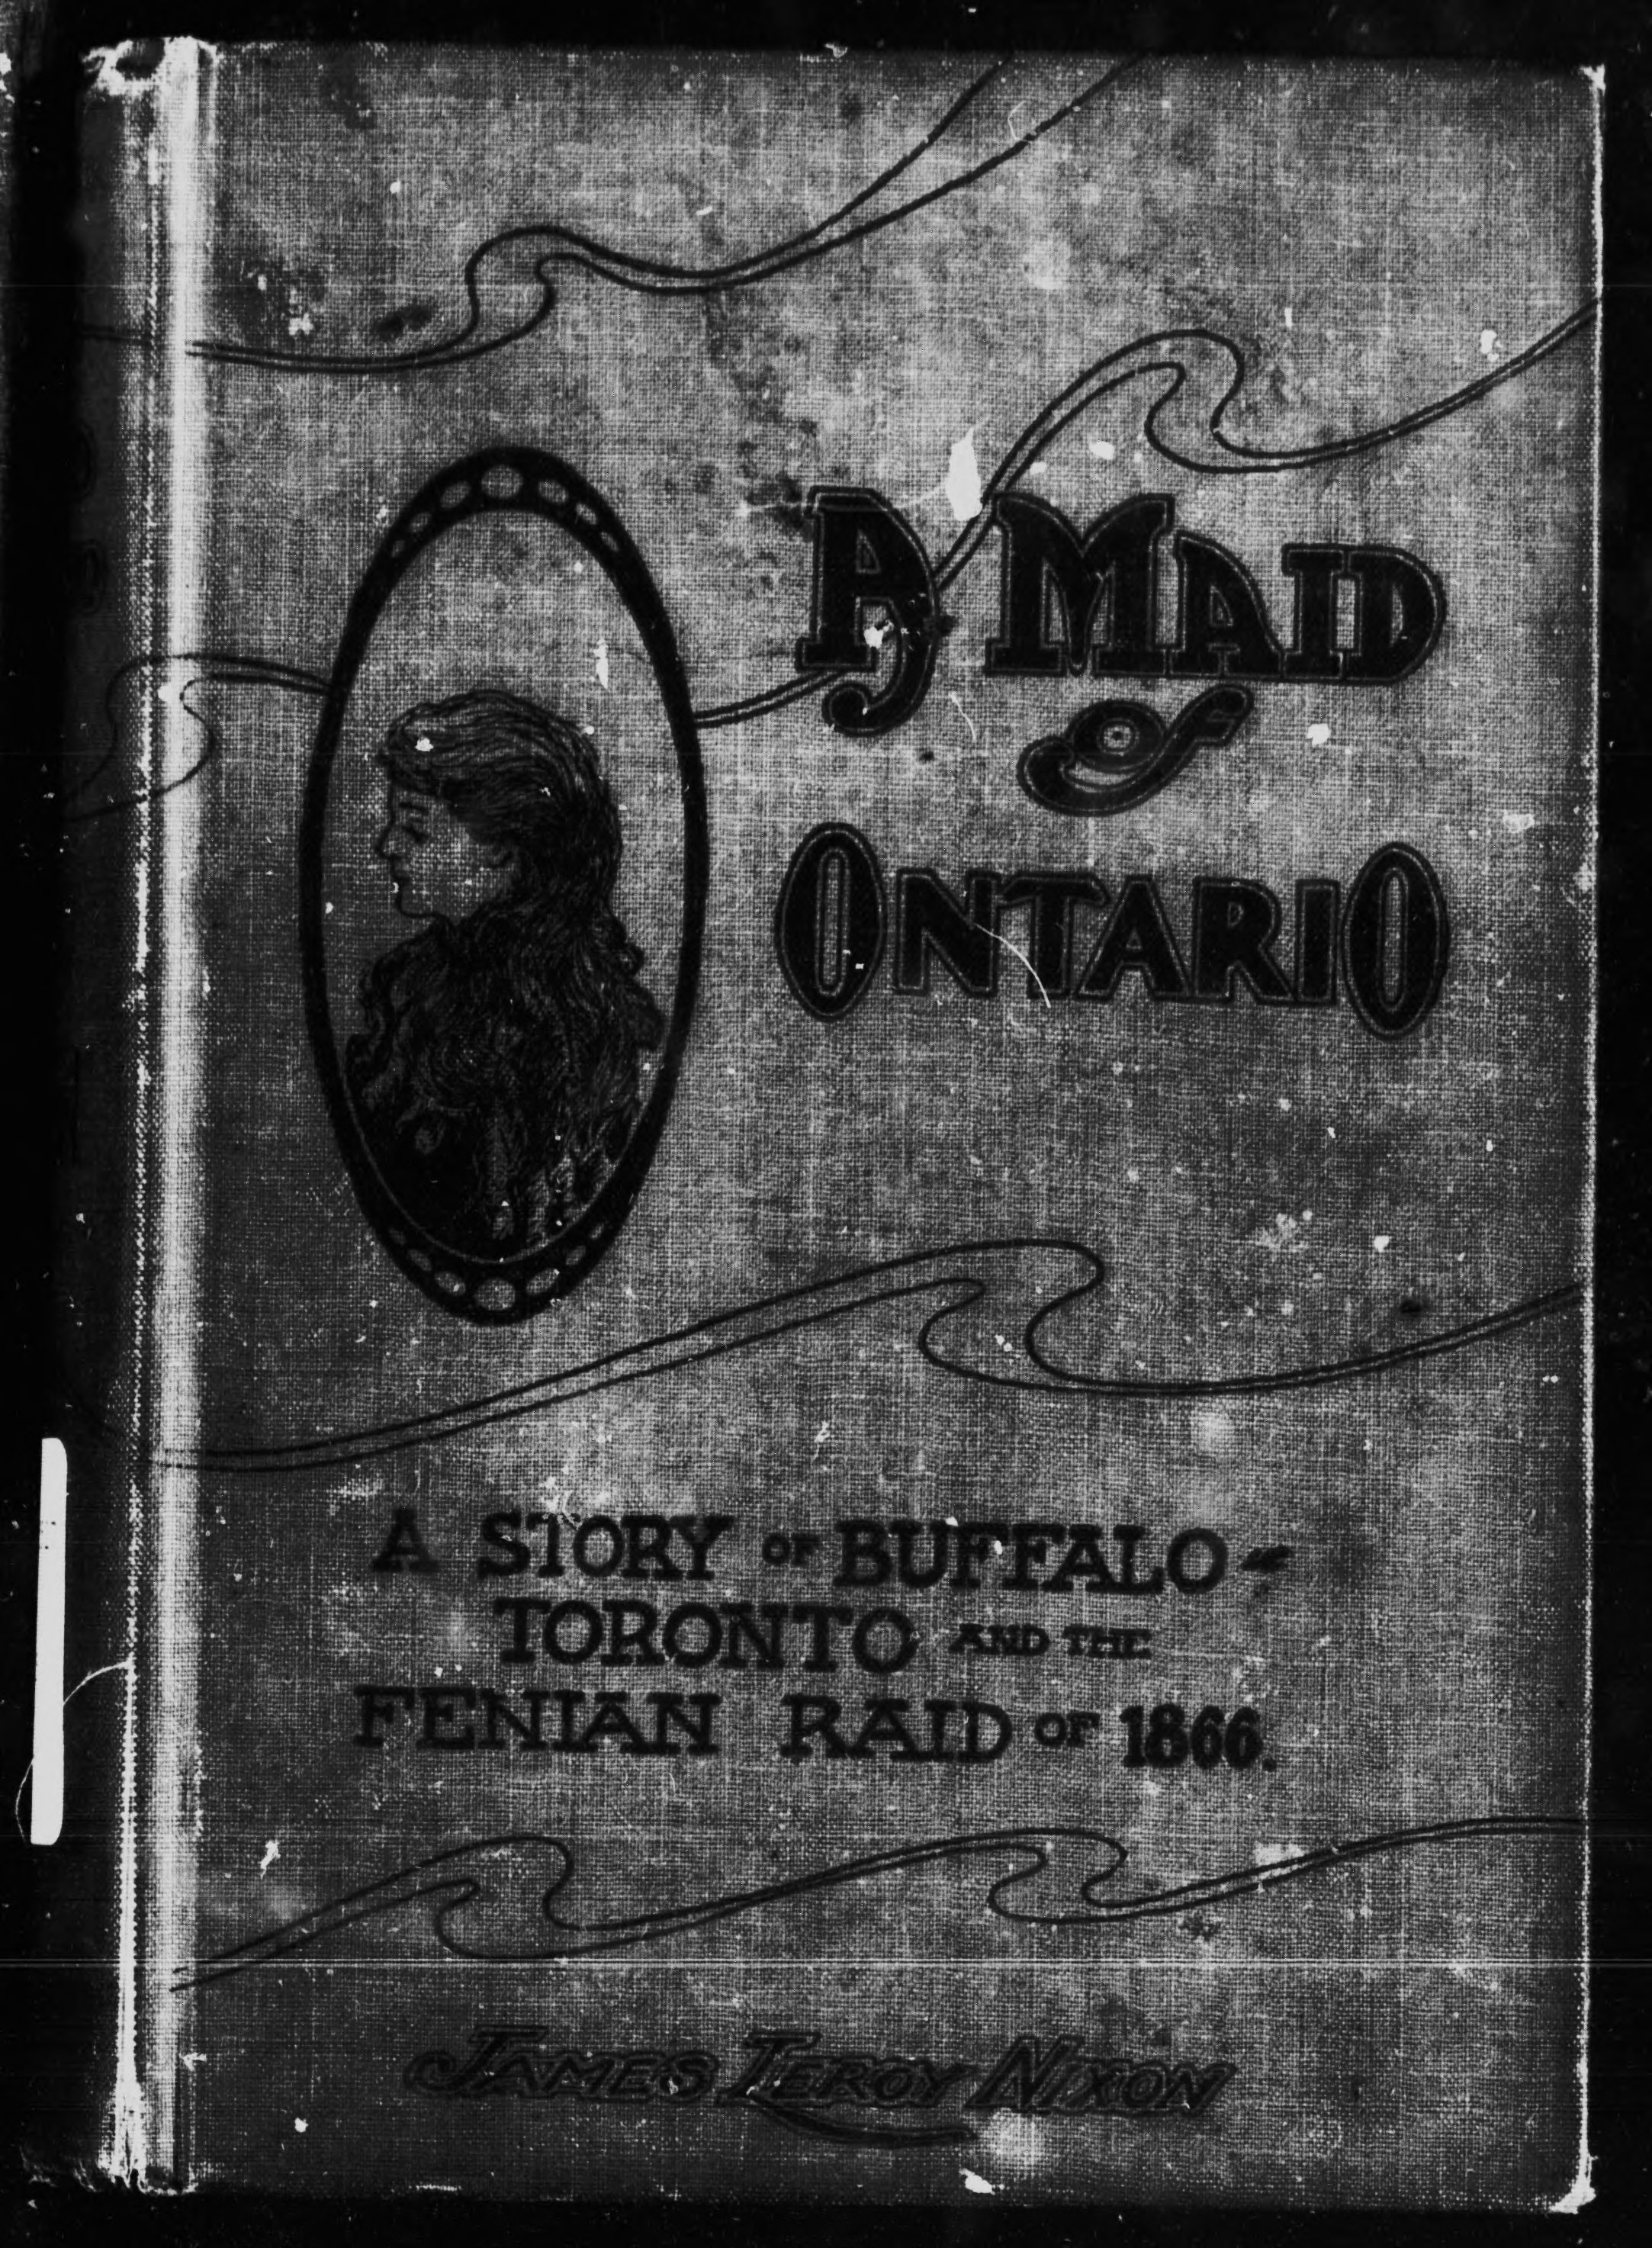 A MAID
of
ONTARIO
A STORY OF BUFFALO-
TORONTO AND THE
FENIAN RAID OF 1866.
JAMES LEROY NIXON